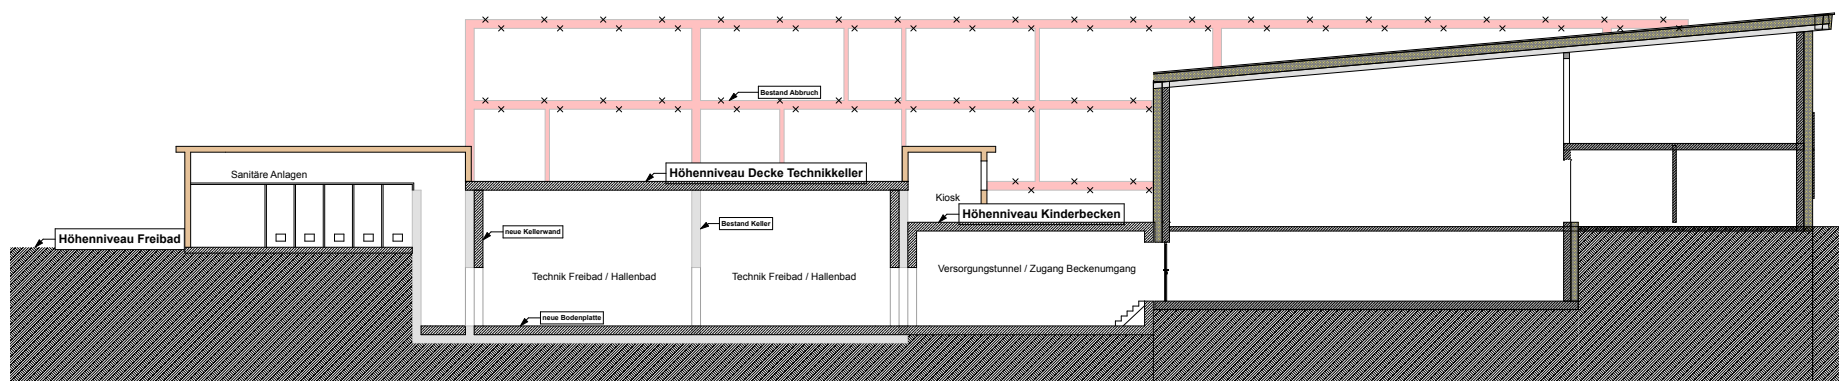 Bestand Abbruch
Sanitäre Anlagen
Höhenniveau Decke Technikkeller
Kiosk
Höhenniveau Kinderbecken
Höhenniveau Freibad
neue Kellerwand
Bestand Keller
Technik Freibad / Hallenbad
Technik Freibad / Hallenbad
Versorgungstunnel / Zugang Beckenumgang
neue Bodenplatte